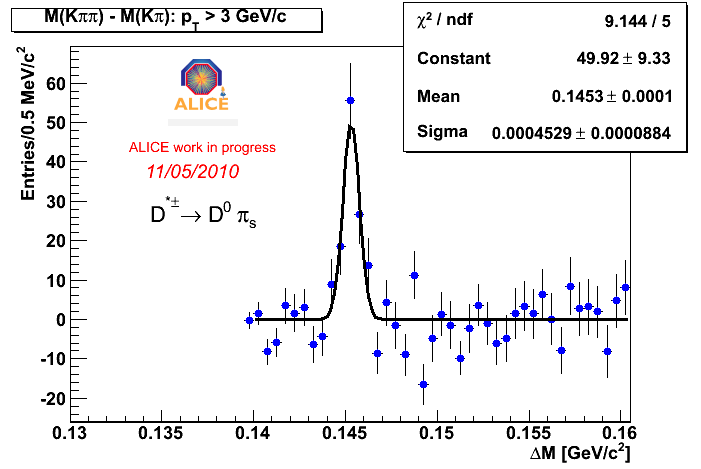 M(Kππ) - M(Kπ): p_T > 3 GeV/c
χ² / ndf 9.144 / 5
Constant 49.92 ± 9.33
Mean 0.1453 ± 0.0001
Sigma 0.0004529 ± 0.0000884
Entries/0.5 MeV/c²
ALICE
ALICE work in progress
11/05/2010
D*± → D⁰ π_s
60
50
40
30
20
10
0
-10
-20
0.13 0.135 0.14 0.145 0.15 0.155 0.16
ΔM [GeV/c²]